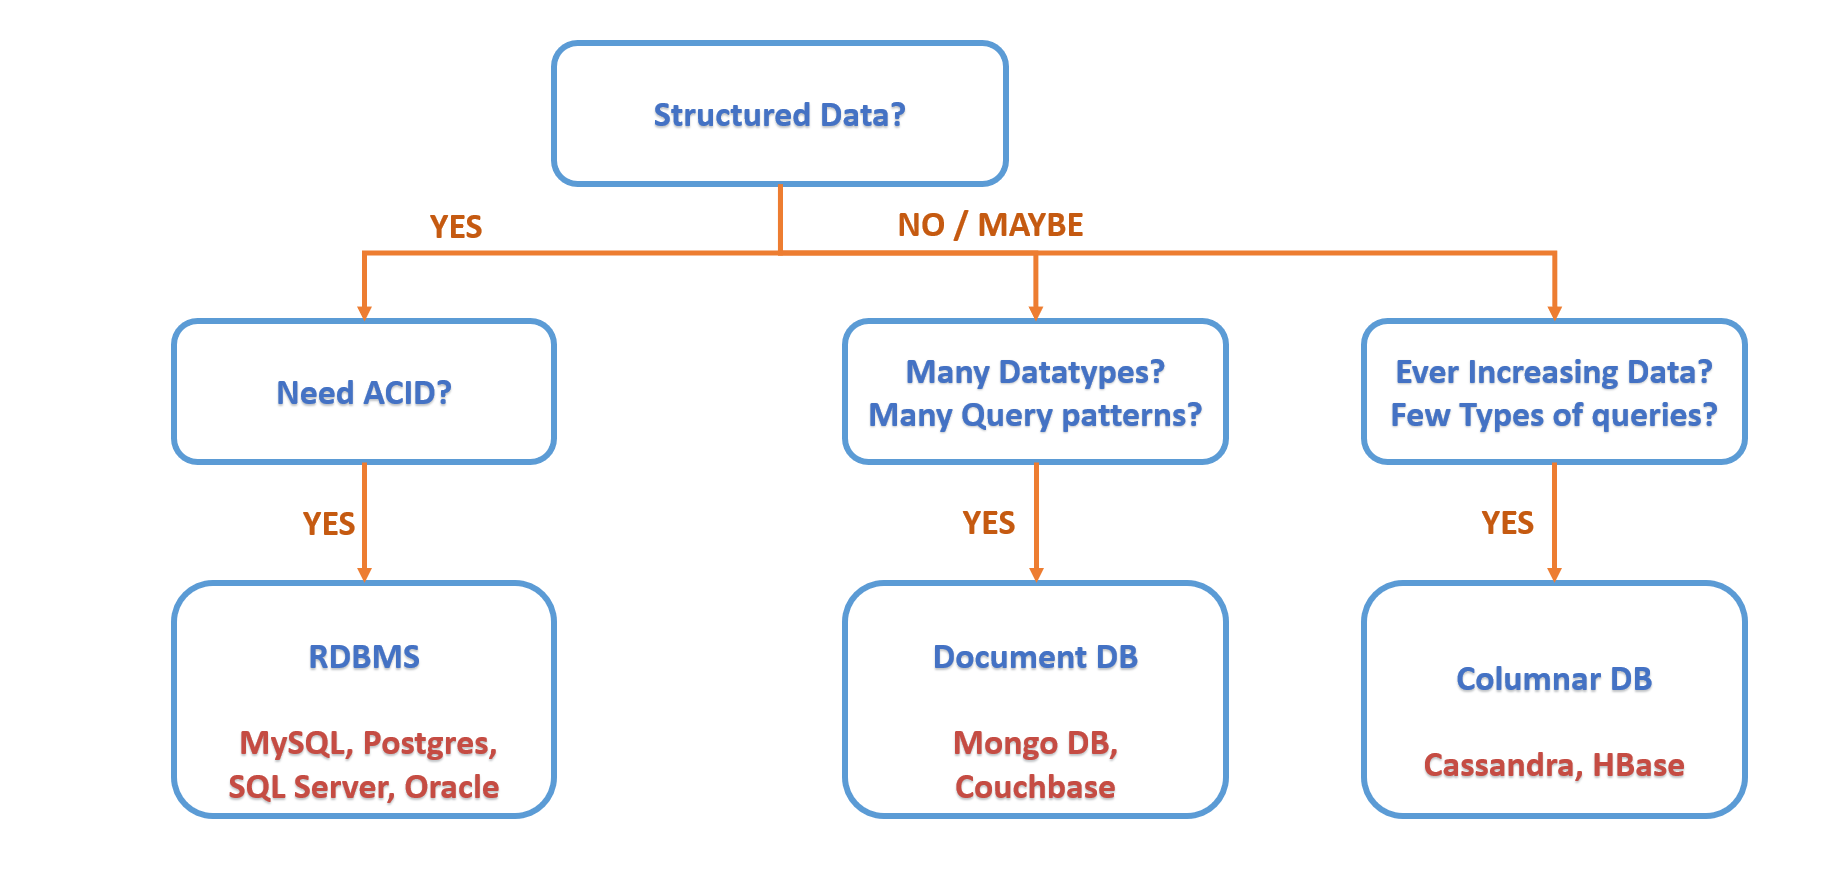 Structured Data?
YES
NO / MAYBE
Need ACID?
Many Datatypes?
Many Query patterns?
Ever Increasing Data?
Few Types of queries?
YES
YES
YES
RDBMS
MySQL, Postgres,
SQL Server, Oracle
Document DB
Mongo DB,
Couchbase
Columnar DB
Cassandra, HBase